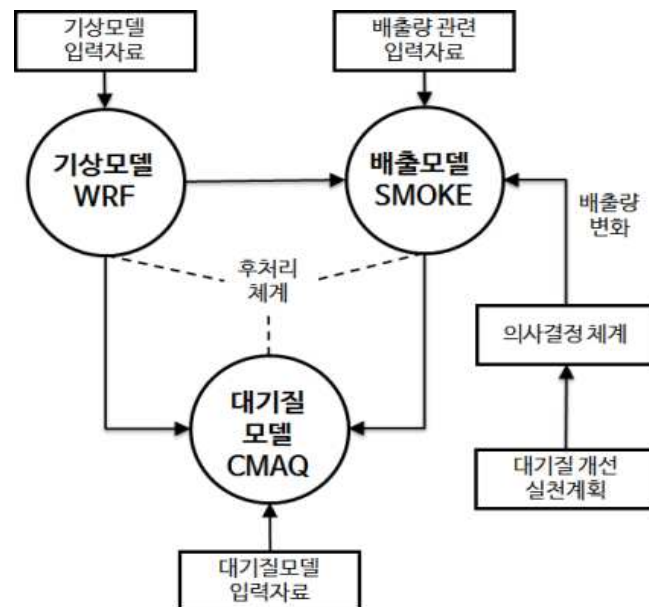 기상모델
입력자료
배출량 관련
입력자료
기상모델
WRF
배출모델
SMOKE
배출량
변화
후처리
체계
의사결정 체계
대기질
모델
CMAQ
대기질 개선
실천계획
대기질모델
입력자료